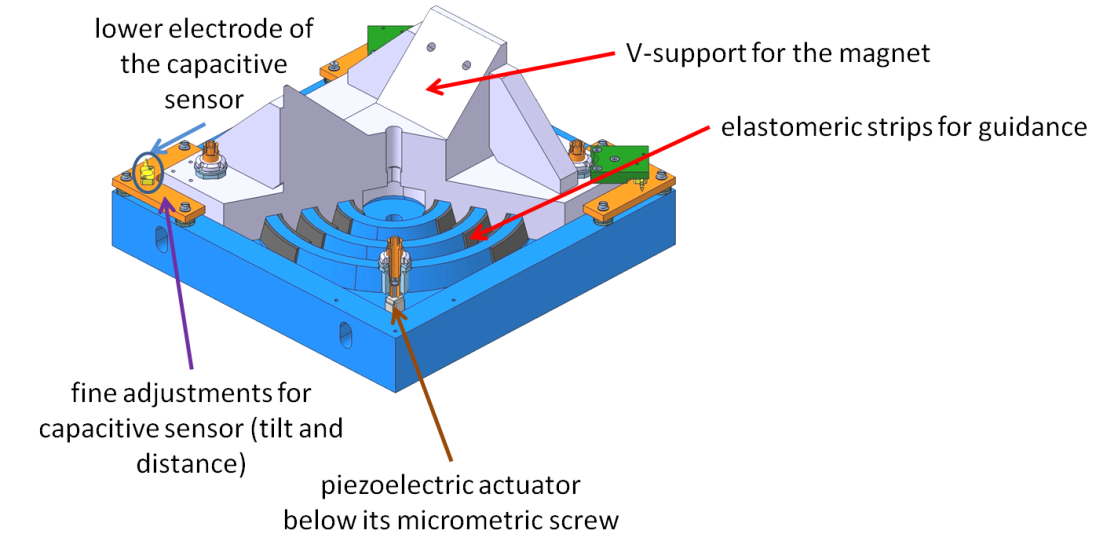 lower electrode of
the capacitive
sensor
V-support for the magnet
elastomeric strips for guidance
fine adjustments for
capacitive sensor (tilt and
distance)
piezoelectric actuator
below its micrometric screw